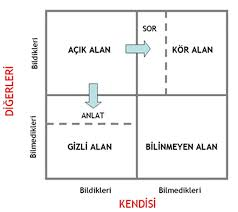 SOR
AÇIK ALAN
KÖR ALAN
ANLAT
GİZLİ ALAN
BİLİNMEYEN ALAN
DİĞERLERİ
Bildikleri
Bilmedikleri
Bildikleri
Bilmedikleri
KENDİSİ